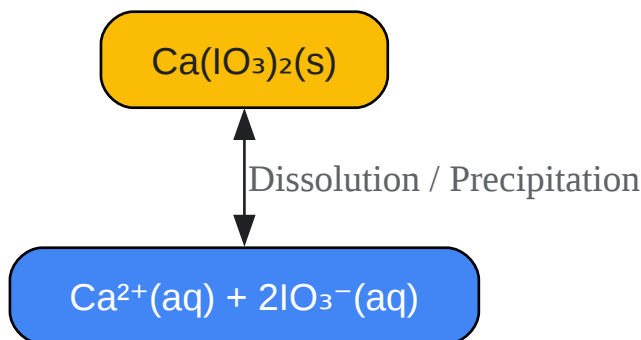 Ca(IO₃)₂(s)
Dissolution / Precipitation
Ca²⁺(aq) + 2IO₃⁻(aq)